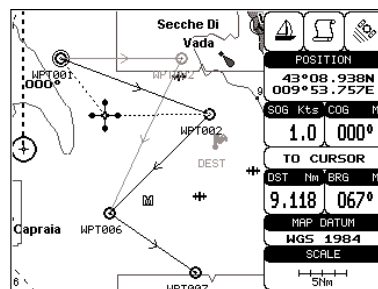 Secche Di
Vada
WPT001
WPT002
000°
9
WPT002
DEST
Capraia
WPT006
6
WPT007
POSITION
43°08.938N
009°53.757E
SOG Kts COG M
1.0 000°
TO CURSOR
DST Nm BRG M
9.118 067°
MAP DATUM
WGS 1984
SCALE
5Nm